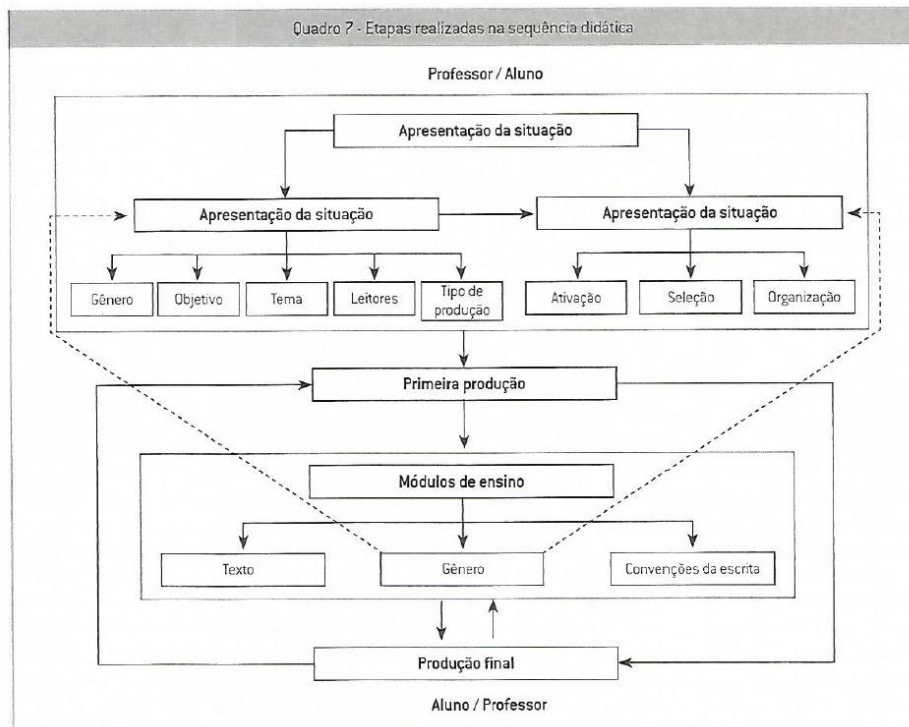 Quadro 7 - Etapas realizadas na sequência didática
Professor / Aluno
Apresentação da situação
Apresentação da situação
Apresentação da situação
Gênero
Objetivo
Tema
Leitores
Tipo de
produção
Ativação
Seleção
Organização
Primeira produção
Módulos de ensino
Texto
Gênero
Convenções da escrita
Produção final
Aluno / Professor